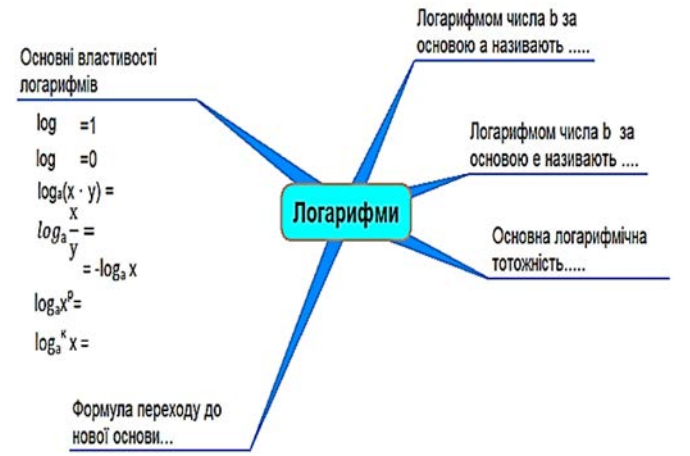 Логарифмом числа b за
основою a називають .....
Основні властивості
логарифмів
log =1
log =0
logₐ(x · y) =
logₐ x/y =
= -logₐ x
logₐxᵖ=
logₐᵏ x =
Логарифмом числа b за
основою e називають ....
Логарифми
Основна логарифмічна
тотожність.....
Формула переходу до
нової основи...